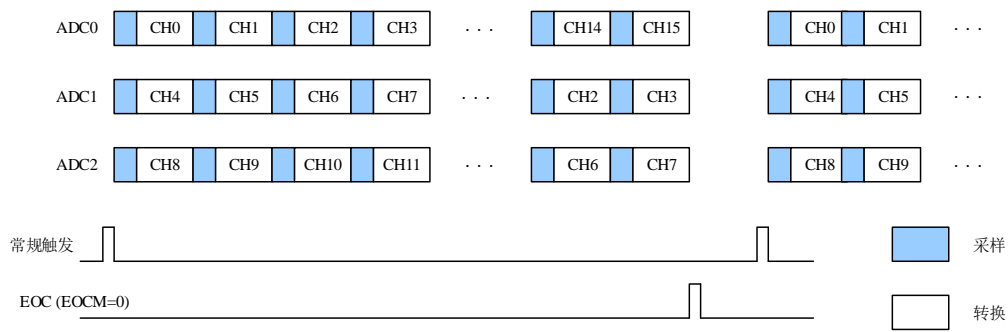 ADC0 CH0 CH1 CH2 CH3 ··· CH14 CH15 CH0 CH1 ···
ADC1 CH4 CH5 CH6 CH7 ··· CH2 CH3 CH4 CH5 ···
ADC2 CH8 CH9 CH10 CH11 ··· CH6 CH7 CH8 CH9 ···
常规触发 采样
EOC (EOCM=0) 转换